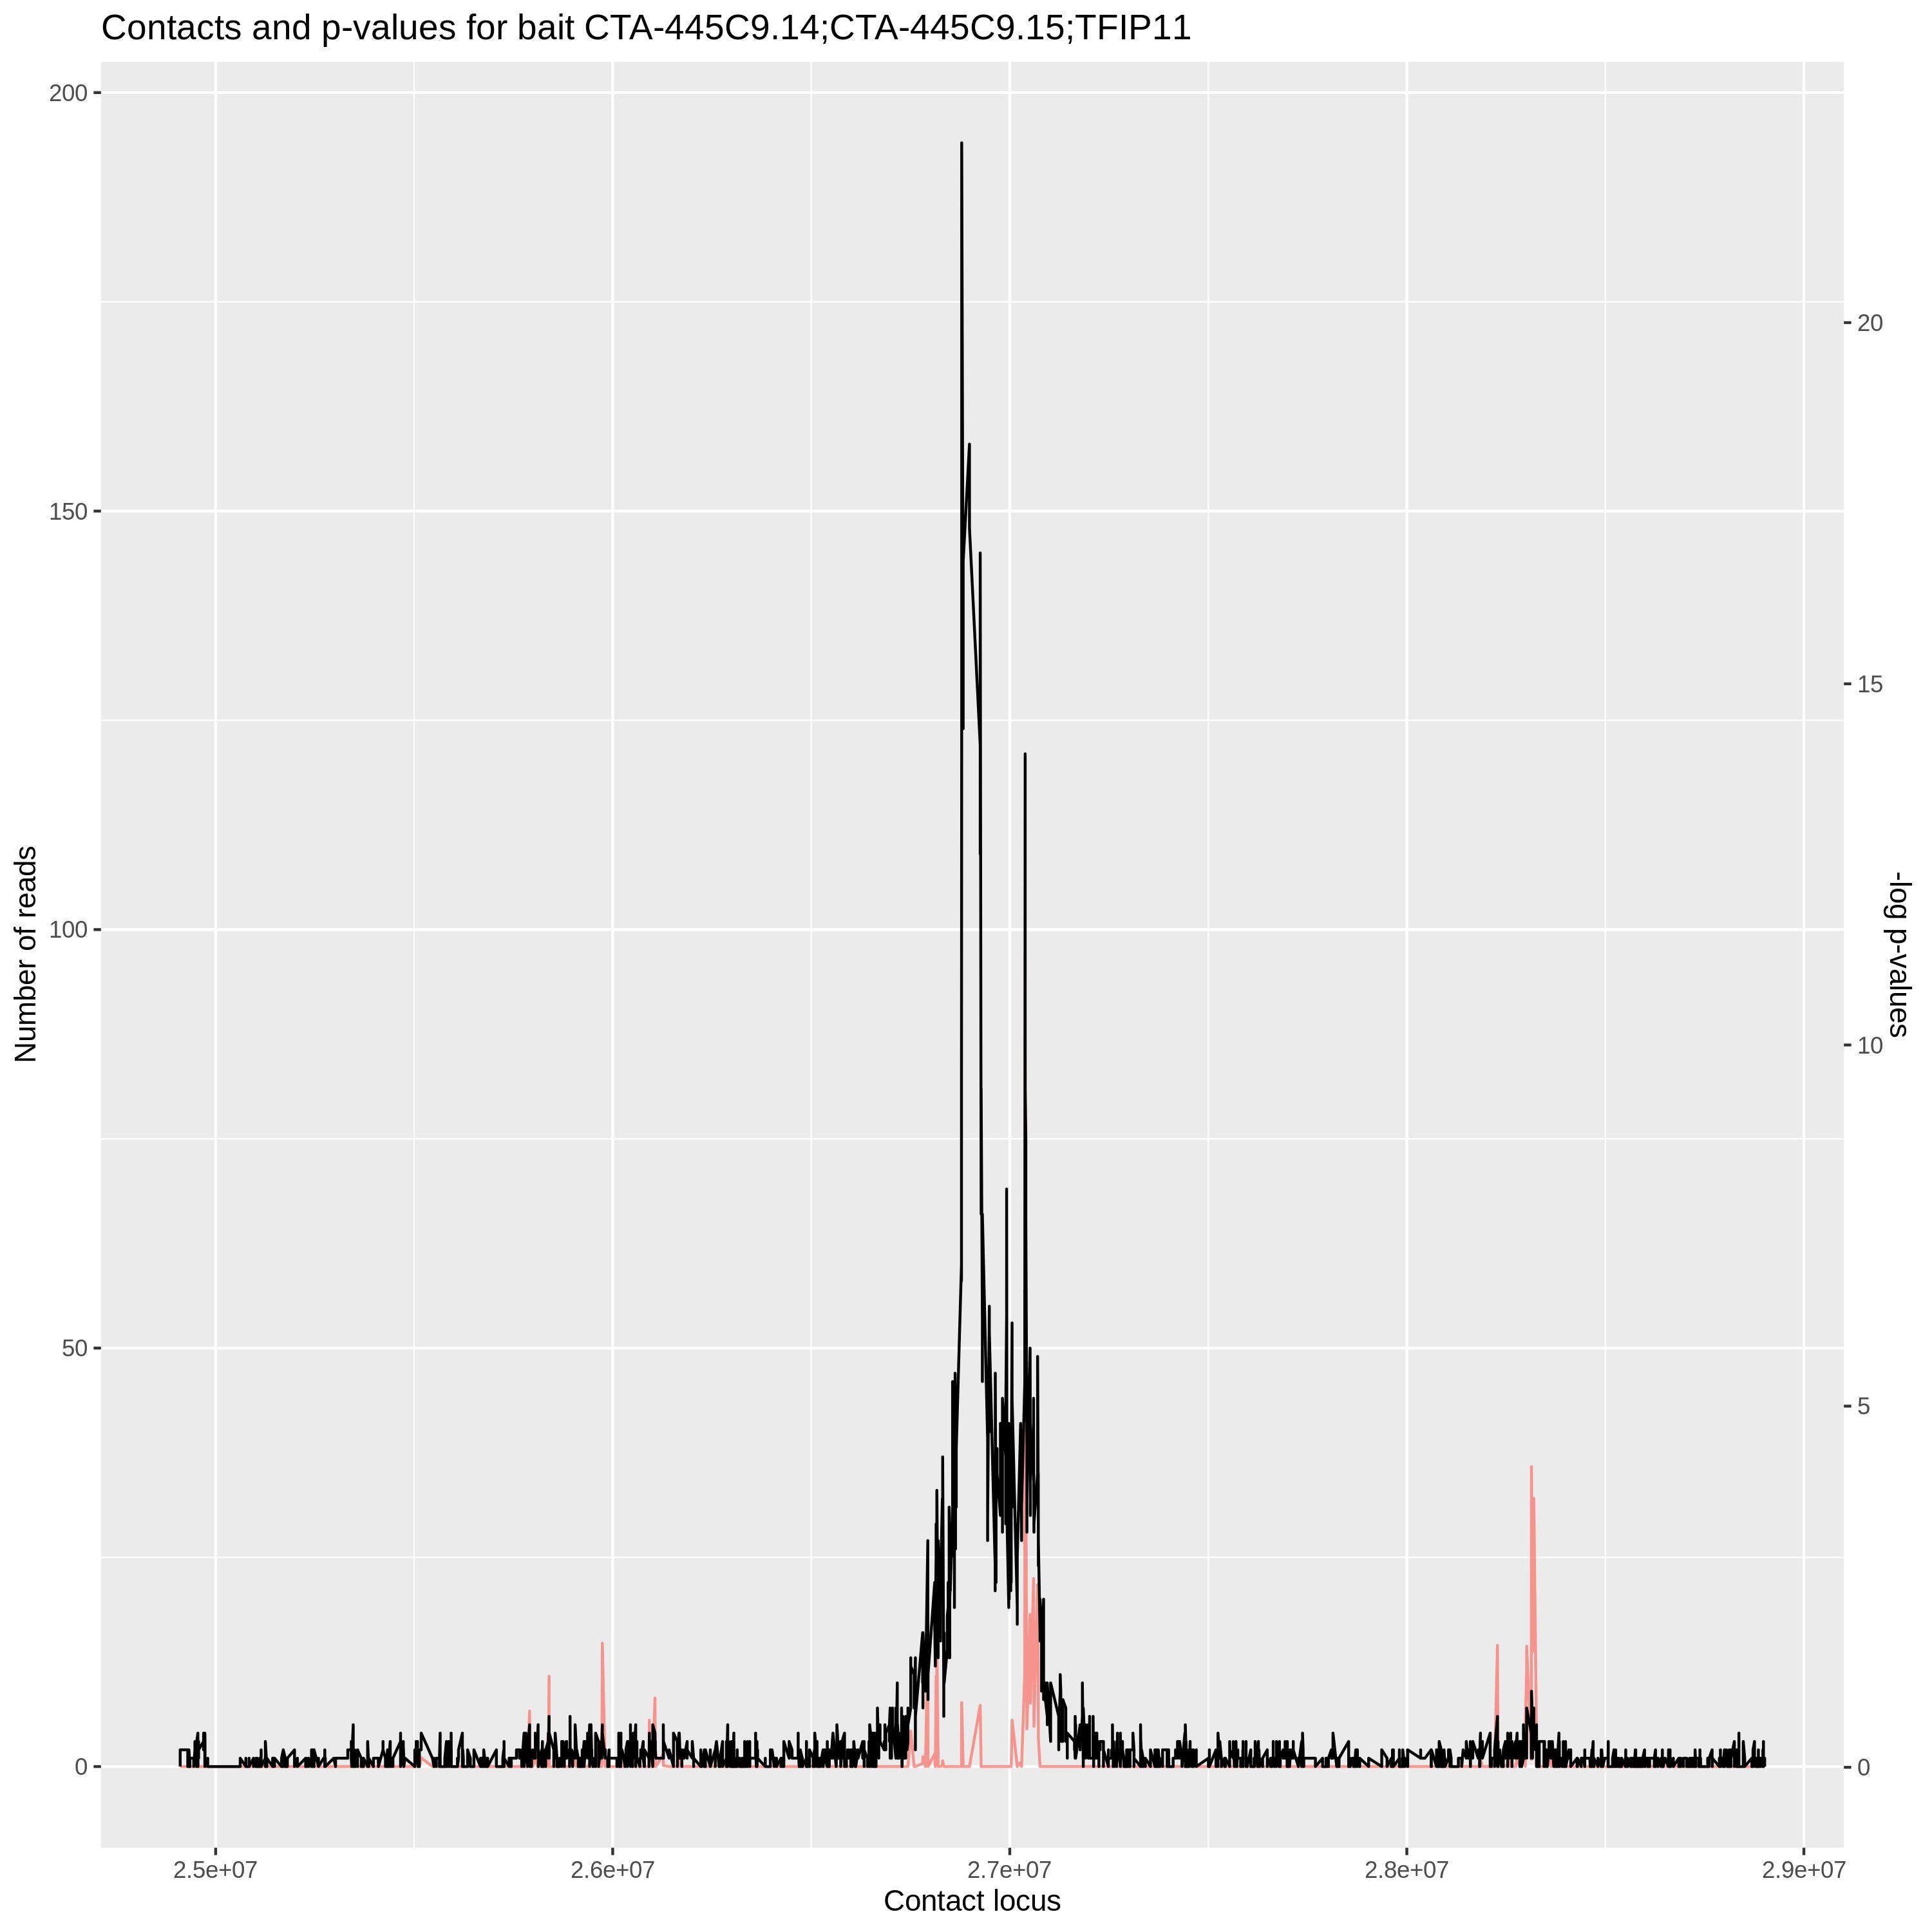 Contacts and p-values for bait CTA-445C9.14;CTA-445C9.15;TFIP11
200
150
100
50
0
Number of reads
20
15
10
5
0
-log p-values
2.5e+07
2.6e+07
2.7e+07
2.8e+07
2.9e+07
Contact locus